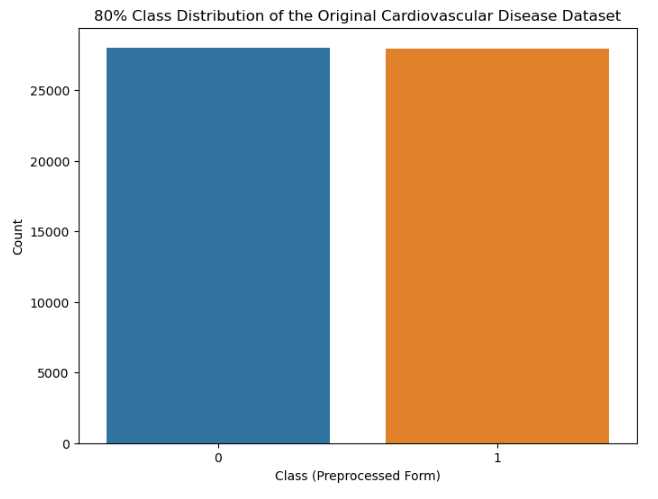 80% Class Distribution of the Original Cardiovascular Disease Dataset
25000
20000
15000
10000
5000
0
Count
0 1
Class (Preprocessed Form)